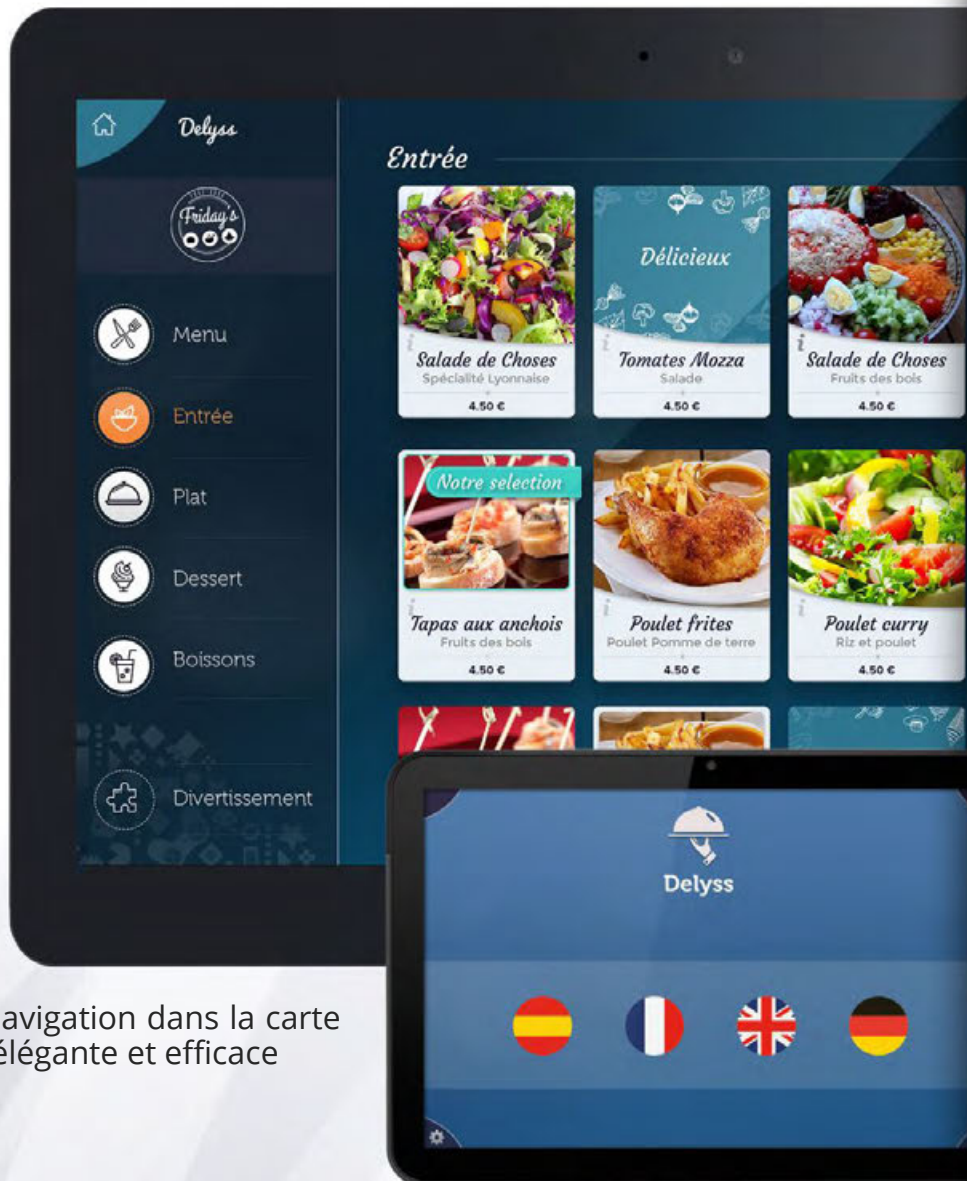 Delyss
Friday's
Menu
Entrée
Plat
Dessert
Boissons
Divertissement
Entrée
Salade de Choses
Spécialité Lyonnaise
4.50 €
Délicieux
Tomates Mozza
Salade
4.50 €
Salade de Choses
Fruits des bois
4.50 €
Notre selection
Tapas aux anchois
Fruits des bois
4.50 €
Poulet frites
Poulet Pomme de terre
4.50 €
Poulet curry
Riz et poulet
4.50 €
Delyss
avigation dans la carte
élégante et efficace